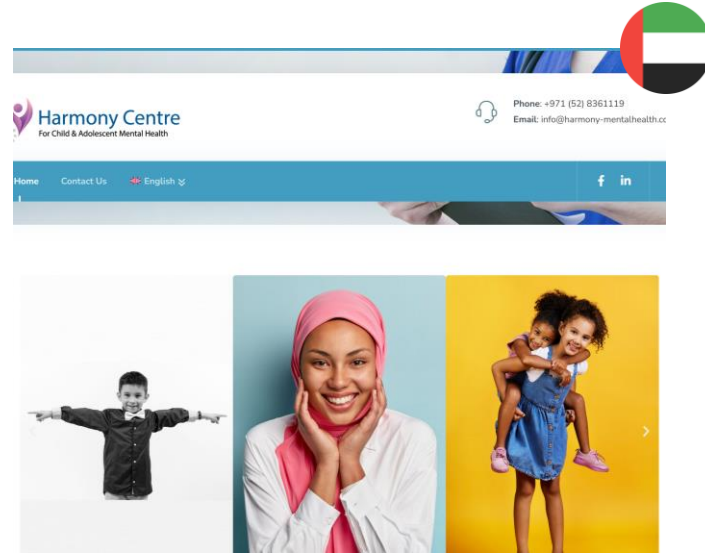 Harmony Centre
For Child & Adolescent Mental Health
Phone: +971 (52) 8361119
Email: info@harmony-mentalhealth.co
Home Contact Us English
f in